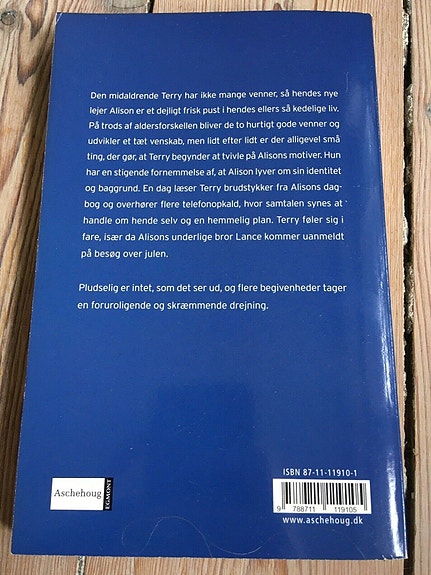 Den midaldrende Terry har ikke mange venner, så hendes nye
lejer Alison er et dejligt frisk pust i hendes ellers så kedelige liv.
På trods af aldersforskellen bliver de to hurtigt gode venner og
udvikler et tæt venskab, men lidt efter lidt er der alligevel små
ting, der gør, at Terry begynder at tvivle på Alisons motiver. Hun
har en stigende fornemmelse af, at Alison lyver om sin identitet
og baggrund. En dag læser Terry brudstykker fra Alisons dag-
bog og overhører flere telefonopkald, hvor samtalen synes at
handle om hende selv og en hemmelig plan. Terry føler sig i
fare, især da Alisons underlige bror Lance kommer uanmeldt
på besøg over julen.
Pludselig er intet, som det ser ud, og flere begivenheder tager
en foruroligende og skræmmende drejning.
ISBN 87-11-11910-1
9 788711 119105
www.aschehoug.dk
Aschehoug
EGMONT